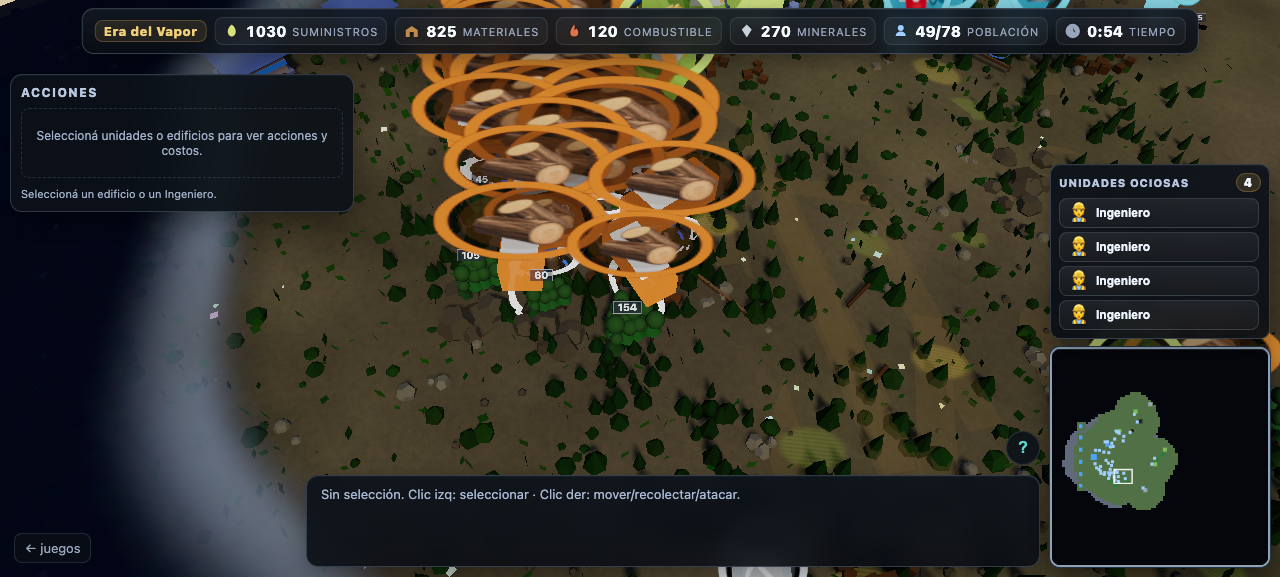 Era del Vapor
1030 SUMINISTROS
825 MATERIALES
120 COMBUSTIBLE
270 MINERALES
49/78 POBLACIÓN
0:54 TIEMPO
ACCIONES
Seleccioná unidades o edificios para ver acciones y
costos.
Seleccioná un edificio o un Ingeniero.
45
105
60
154
UNIDADES OCIOSAS 4
Ingeniero
Ingeniero
Ingeniero
Ingeniero
?
Sin selección. Clic izq: seleccionar · Clic der: mover/recolectar/atacar.
← juegos